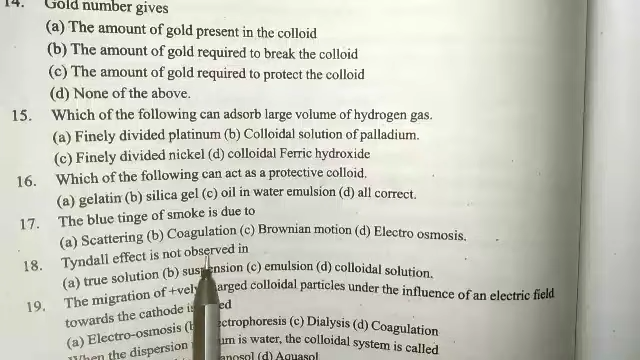 14. Gold number gives
(a) The amount of gold present in the colloid
(b) The amount of gold required to break the colloid
(c) The amount of gold required to protect the colloid
(d) None of the above.
15. Which of the following can adsorb large volume of hydrogen gas.
(a) Finely divided platinum (b) Colloidal solution of palladium.
(c) Finely divided nickel (d) colloidal Ferric hydroxide
16. Which of the following can act as a protective colloid.
(a) gelatin (b) silica gel (c) oil in water emulsion (d) all correct.
17. The blue tinge of smoke is due to
(a) Scattering (b) Coagulation (c) Brownian motion (d) Electro osmosis.
18. Tyndall effect is not observed in
(a) true solution (b) suspension (c) emulsion (d) colloidal solution.
19. The migration of +vely charged colloidal particles under the influence of an electric field
towards the cathode
(a) Electro-osmosis (b) Dialysis (d) Coagulation
When the dispersion is water, the colloidal system is called
(d) Aquasol